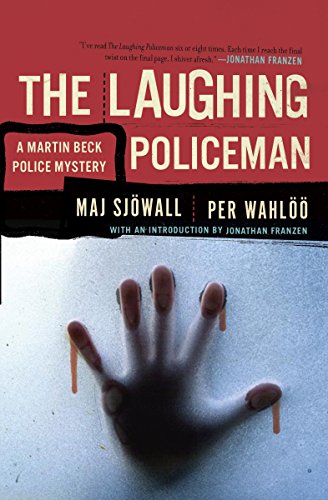 "I've read The Laughing Policeman six or eight times. Each time I reach the final
twist on the final page, I shiver afresh."—JONATHAN FRANZEN
THE LAUGHING
POLICEMAN
A MARTIN BECK
POLICE MYSTERY
MAJ SJÖWALL PER WAHLÖÖ
WITH AN INTRODUCTION BY JONATHAN FRANZEN